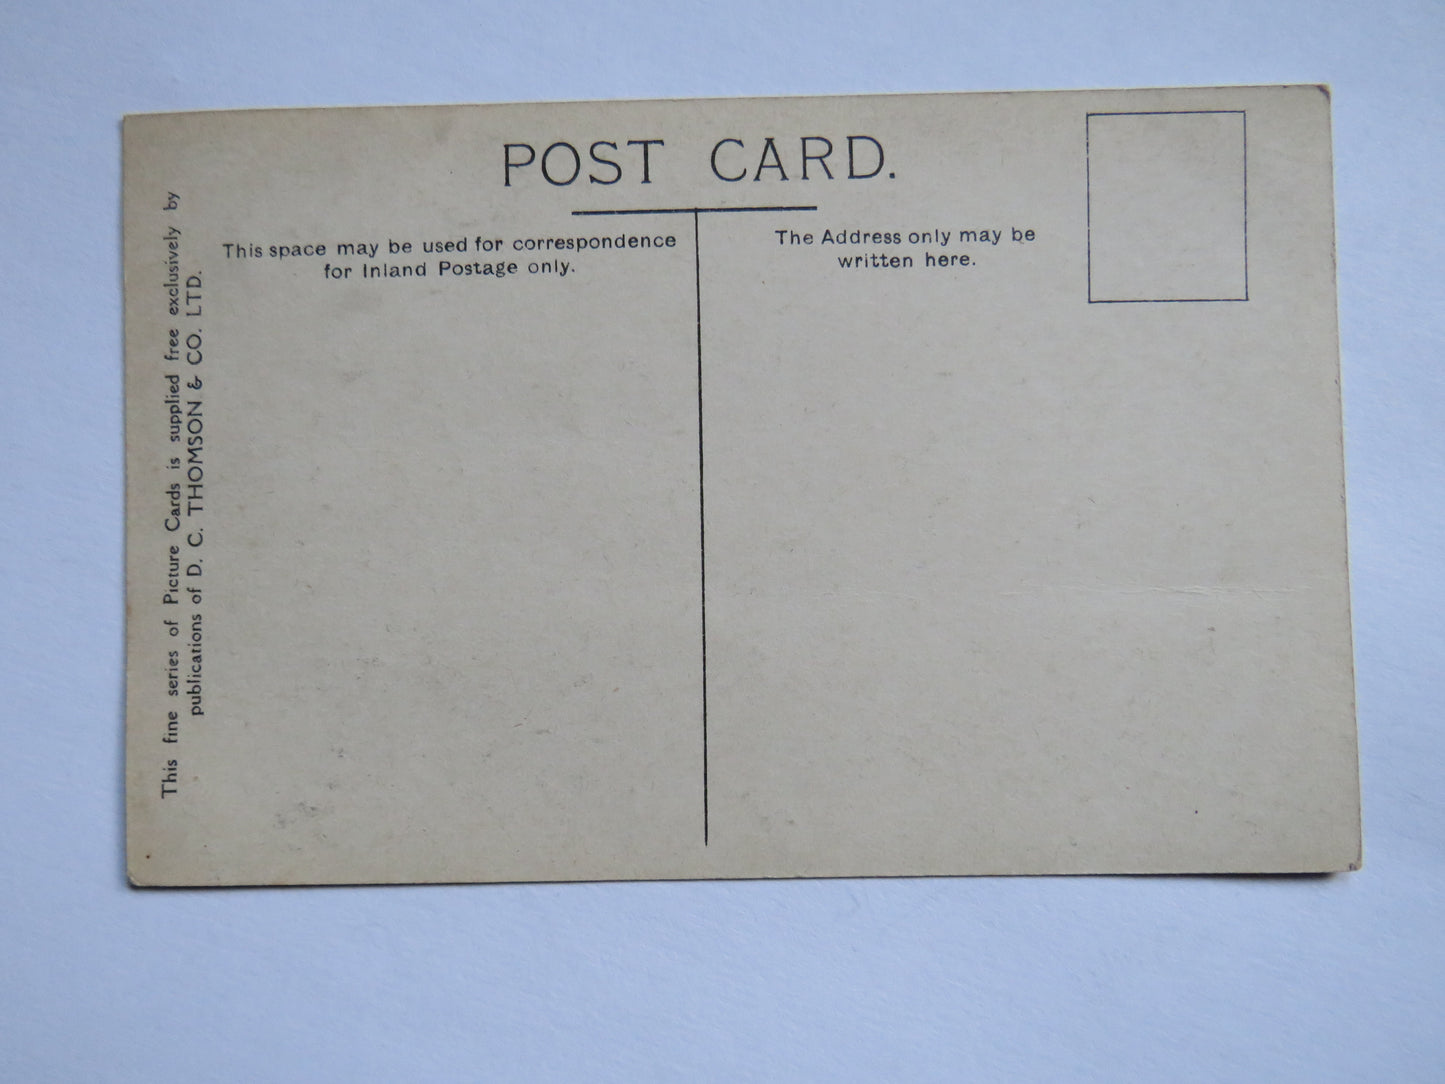 POST CARD.
This space may be used for correspondence
for Inland Postage only.
The Address only may be
written here.
This fine series of Picture Cards is supplied free exclusively by
publications of D. C. THOMSON & CO. LTD.